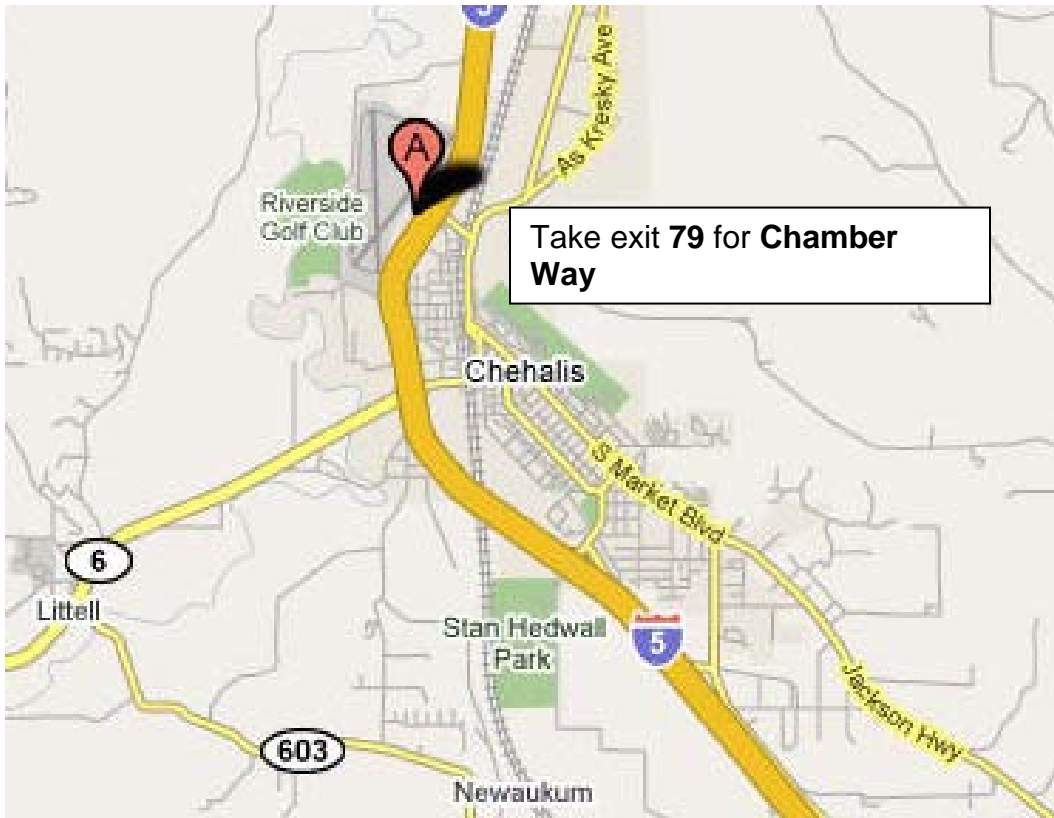 5
As Kresky Ave
A
Riverside
Golf Club
Take exit 79 for Chamber
Way
Chehalis
S Market Blvd
6
Littell
Stan Hedwall
Park
5
Jackson Hwy
603
Newaukum